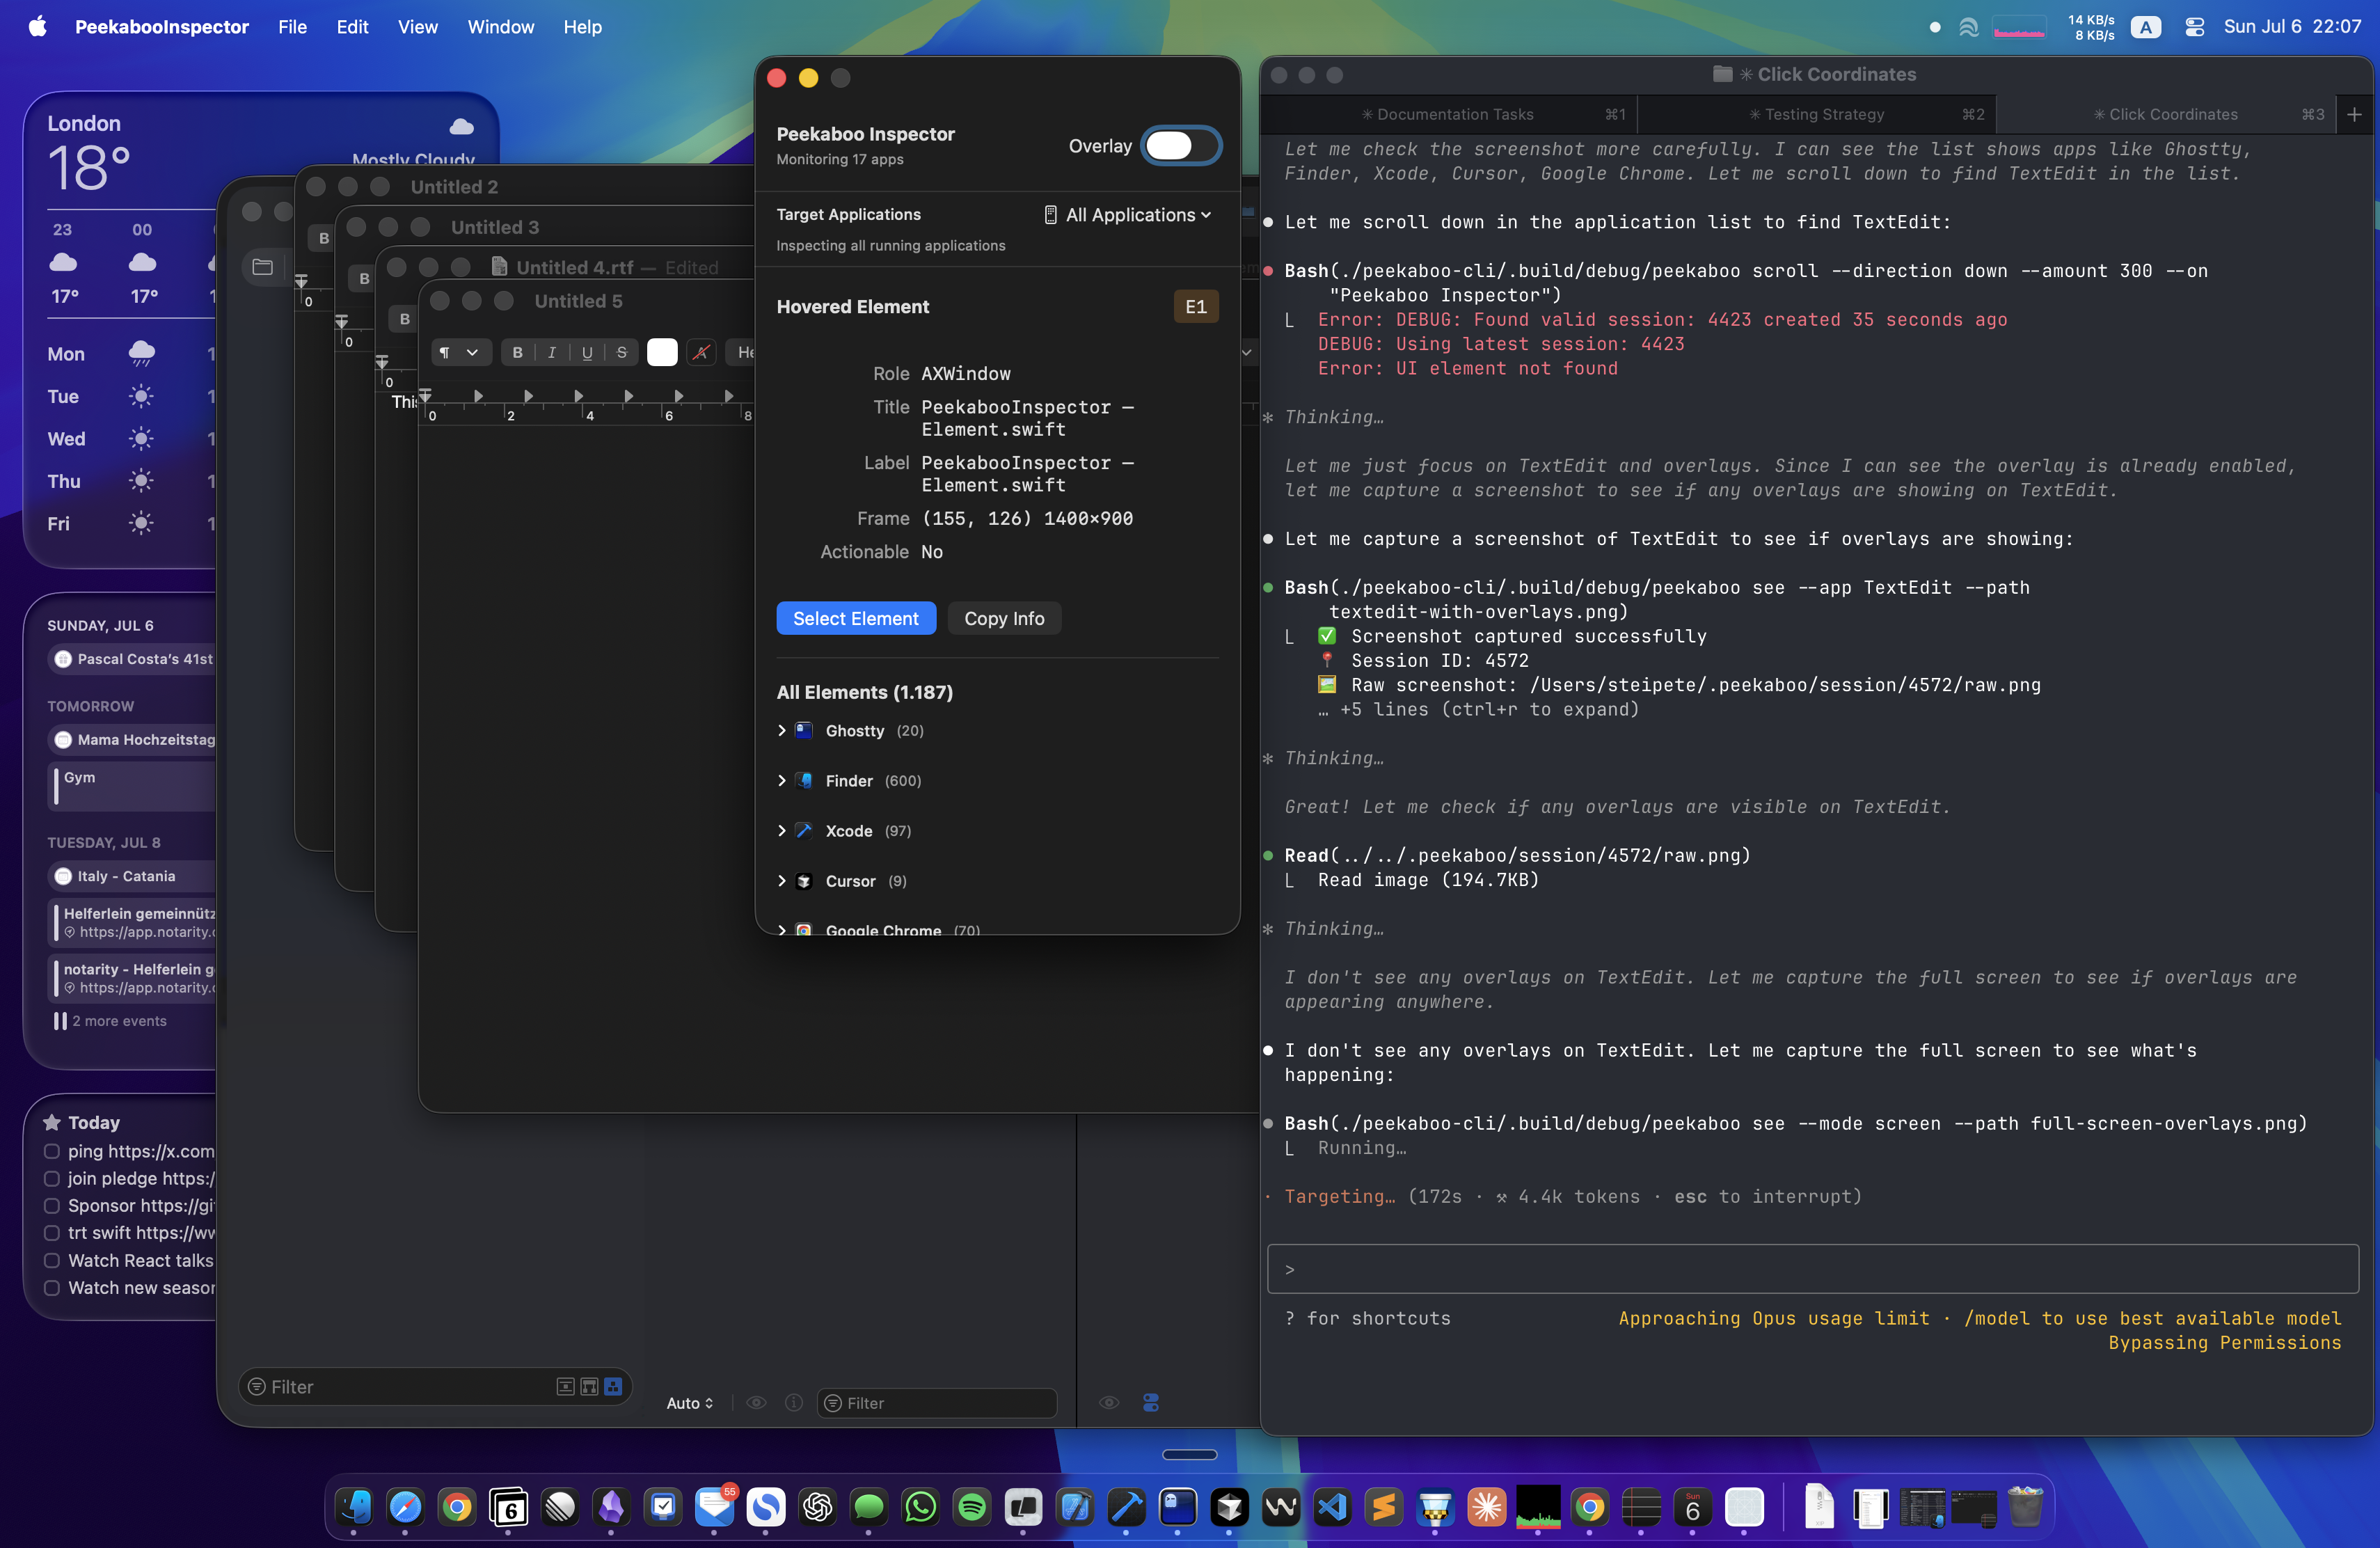 PeekabooInspector File Edit View Window Help
14 KB/s
8 KB/s
A
Sun Jul 6 22:07
London
18°
Mostly Cloudy
23 00
17° 17°
Mon
Tue
Wed
Thu
Fri
SUNDAY, JUL 6
Pascal Costa's 41st
TOMORROW
Mama Hochzeitstag
Gym
TUESDAY, JUL 8
Italy - Catania
Helferlein gemeinnütz
https://app.notarity.c
notarity - Helferlein g
https://app.notarity.c
2 more events
Today
ping https://x.com
join pledge https:/
Sponsor https://gi
trt swift https://ww
Watch React talks
Watch new season
Untitled 2
B
0
Untitled 3
B
0
Untitled 4.rtf — Edited
B
0
This
Untitled 5
¶ B I U S A He
0 2 4 6 8
Filter
Auto
Filter
Peekaboo Inspector
Monitoring 17 apps
Overlay
Target Applications
All Applications
Inspecting all running applications
Hovered Element
E1
Role AXWindow
Title PeekabooInspector —
Element.swift
Label PeekabooInspector —
Element.swift
Frame (155, 126) 1400×900
Actionable No
Select Element Copy Info
All Elements (1.187)
Ghostty (20)
Finder (600)
Xcode (97)
Cursor (9)
Google Chrome (70)
✳ Click Coordinates
✳ Documentation Tasks ⌘1 ✳ Testing Strategy ⌘2 ✳ Click Coordinates ⌘3 +
Let me check the screenshot more carefully. I can see the list shows apps like Ghostty,
Finder, Xcode, Cursor, Google Chrome. Let me scroll down to find TextEdit in the list.
Let me scroll down in the application list to find TextEdit:
Bash(./peekaboo-cli/.build/debug/peekaboo scroll --direction down --amount 300 --on
"Peekaboo Inspector")
Error: DEBUG: Found valid session: 4423 created 35 seconds ago
DEBUG: Using latest session: 4423
Error: UI element not found
✻ Thinking…
Let me just focus on TextEdit and overlays. Since I can see the overlay is already enabled,
let me capture a screenshot to see if any overlays are showing on TextEdit.
Let me capture a screenshot of TextEdit to see if overlays are showing:
Bash(./peekaboo-cli/.build/debug/peekaboo see --app TextEdit --path
textedit-with-overlays.png)
✅ Screenshot captured successfully
📍 Session ID: 4572
🖼️ Raw screenshot: /Users/steipete/.peekaboo/session/4572/raw.png
… +5 lines (ctrl+r to expand)
✻ Thinking…
Great! Let me check if any overlays are visible on TextEdit.
Read(../../.peekaboo/session/4572/raw.png)
Read image (194.7KB)
✻ Thinking…
I don't see any overlays on TextEdit. Let me capture the full screen to see if overlays are
appearing anywhere.
I don't see any overlays on TextEdit. Let me capture the full screen to see what's
happening:
Bash(./peekaboo-cli/.build/debug/peekaboo see --mode screen --path full-screen-overlays.png)
Running…
· Targeting… (172s · ⚒ 4.4k tokens · esc to interrupt)
>
? for shortcuts
Approaching Opus usage limit · /model to use best available model
Bypassing Permissions
6
55
Sun
6